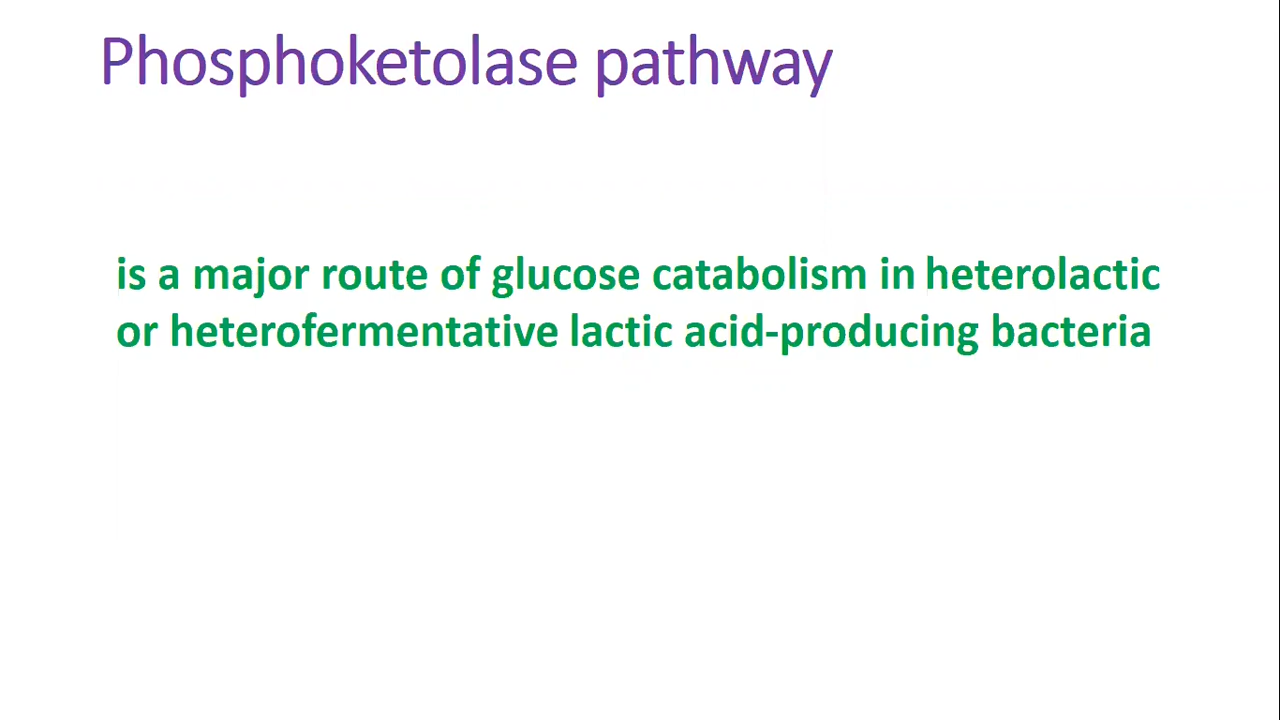 Phosphoketolase pathway
is a major route of glucose catabolism in heterolactic
or heterofermentative lactic acid-producing bacteria